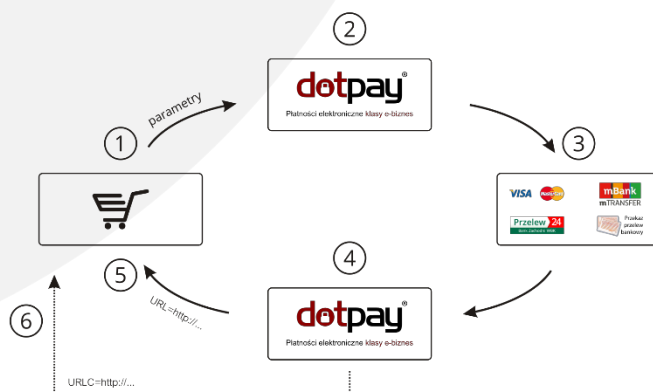 2
dotpay®
Płatności elektroniczne klasy e-biznes
parametry
1
3
VISA
MasterCard
mBank
mTRANSFER
Przelew 24
Przekaz
przelew
bankowy
4
5
dotpay®
Płatności elektroniczne klasy e-biznes
URL=http://...
6
URLC=http://...